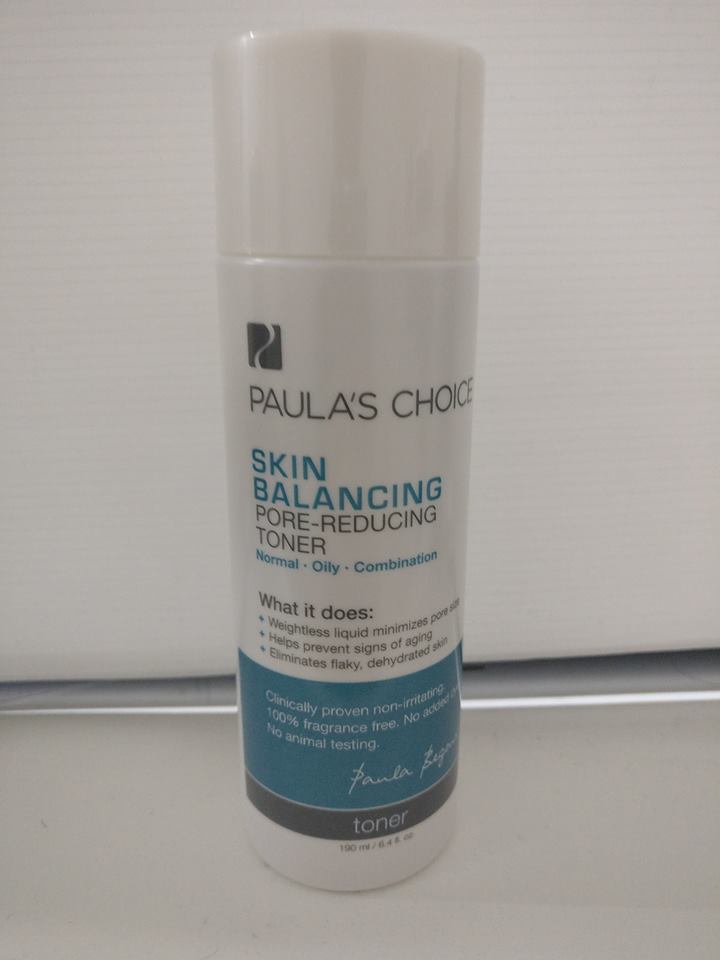 PAULA'S CHOICE
SKIN
BALANCING
PORE-REDUCING
TONER
Normal · Oily · Combination
What it does:
+ Weightless liquid minimizes pore size
+ Helps prevent signs of aging
+ Eliminates flaky, dehydrated skin
Clinically proven non-irritating.
100% fragrance free. No added
No animal testing.
Paula Begoun
toner
190 ml / 6.4 fl. oz.